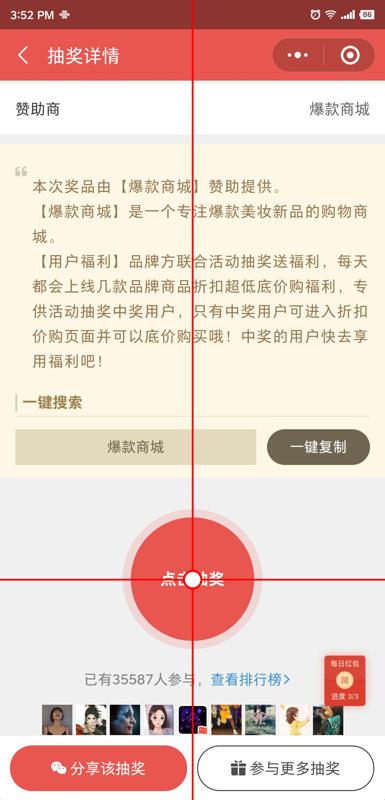 3:52 PM
86
抽奖详情
赞助商 爆款商城
本次奖品由【爆款商城】赞助提供。
【爆款商城】是一个专注爆款美妆新品的购物商
城。
【用户福利】品牌方联合活动抽奖送福利，每天
都会上线几款品牌商品折扣超低底价购福利，专
供活动抽奖中奖用户，只有中奖用户可进入折扣
价购页面并可以底价购买哦！中奖的用户快去享
用福利吧！
一键搜索
爆款商城 一键复制
点击抽奖
每日红包
開
进度 3/3
已有35587人参与，查看排行榜
分享该抽奖 参与更多抽奖